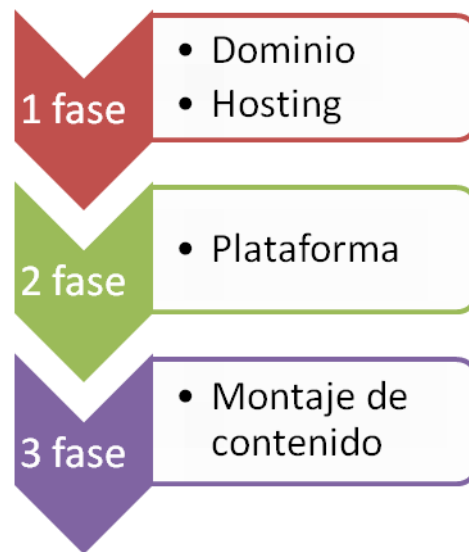 1 fase
• Dominio
• Hosting
2 fase
• Plataforma
3 fase
• Montaje de
contenido